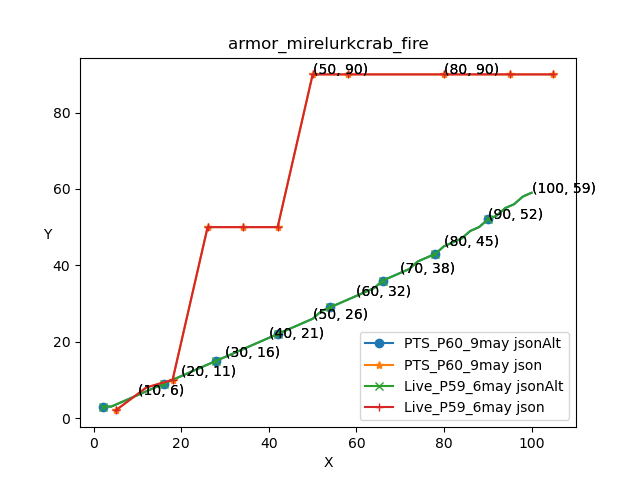 armor_mirelurkcrab_fire
(50, 90)
(80, 90)
80
(100, 59)
60
(90, 52)
Y
(80, 45)
40
(70, 38)
(60, 32)
(50, 26)
20
(40, 21)
(30, 16)
(20, 11)
(10, 6)
0
PTS_P60_9may jsonAlt
PTS_P60_9may json
Live_P59_6may jsonAlt
Live_P59_6may json
0 20 40 60 80 100
X